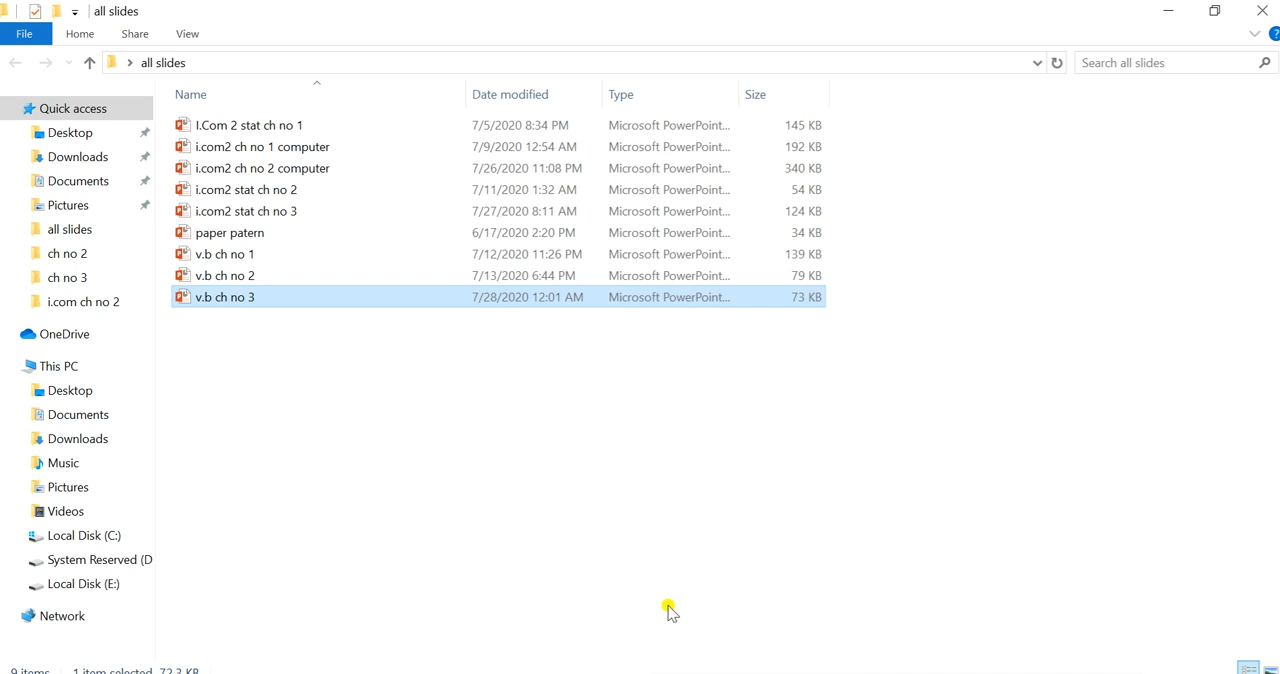 all slides
File Home Share View ?
all slides Search all slides
Name Date modified Type Size
Quick access
Desktop
Downloads
Documents
Pictures
all slides
ch no 2
ch no 3
i.com ch no 2
OneDrive
This PC
Desktop
Documents
Downloads
Music
Pictures
Videos
Local Disk (C:)
System Reserved (D
Local Disk (E:)
Network
I.Com 2 stat ch no 1 7/5/2020 8:34 PM Microsoft PowerPoint... 145 KB
i.com2 ch no 1 computer 7/9/2020 12:54 AM Microsoft PowerPoint... 192 KB
i.com2 ch no 2 computer 7/26/2020 11:08 PM Microsoft PowerPoint... 340 KB
i.com2 stat ch no 2 7/11/2020 1:32 AM Microsoft PowerPoint... 54 KB
i.com2 stat ch no 3 7/27/2020 8:11 AM Microsoft PowerPoint... 124 KB
paper patern 6/17/2020 2:20 PM Microsoft PowerPoint... 34 KB
v.b ch no 1 7/12/2020 11:26 PM Microsoft PowerPoint... 139 KB
v.b ch no 2 7/13/2020 6:44 PM Microsoft PowerPoint... 79 KB
v.b ch no 3 7/28/2020 12:01 AM Microsoft PowerPoint... 73 KB
9 items 1 item selected 72.3 KB